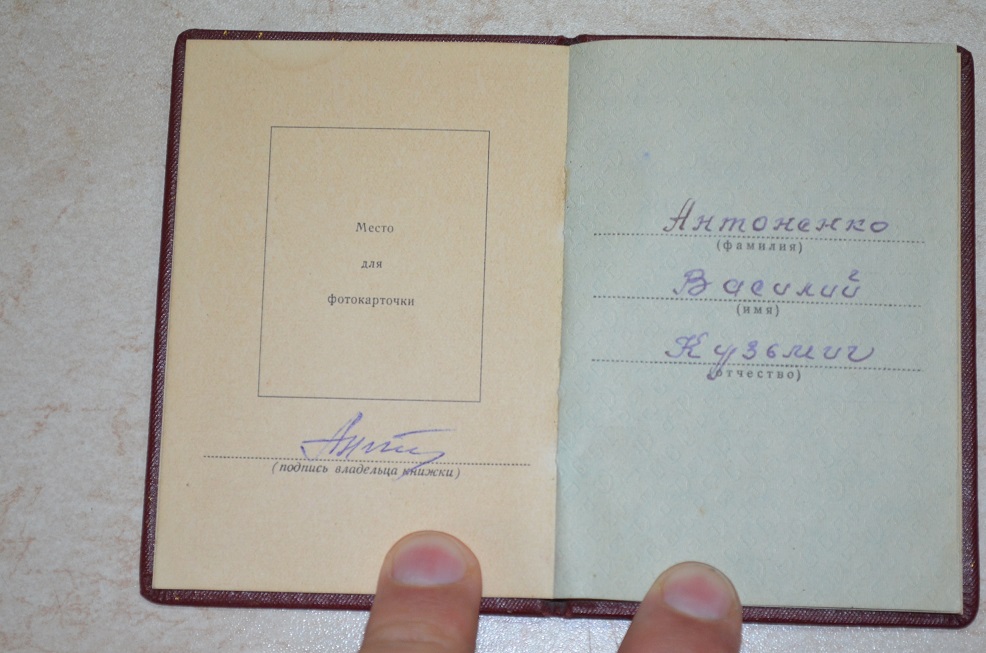 Место
для
фотокарточки
(подпись владельца книжки)
Антоненко
(фамилия)
Василий
(имя)
Кузьмич
(отчество)